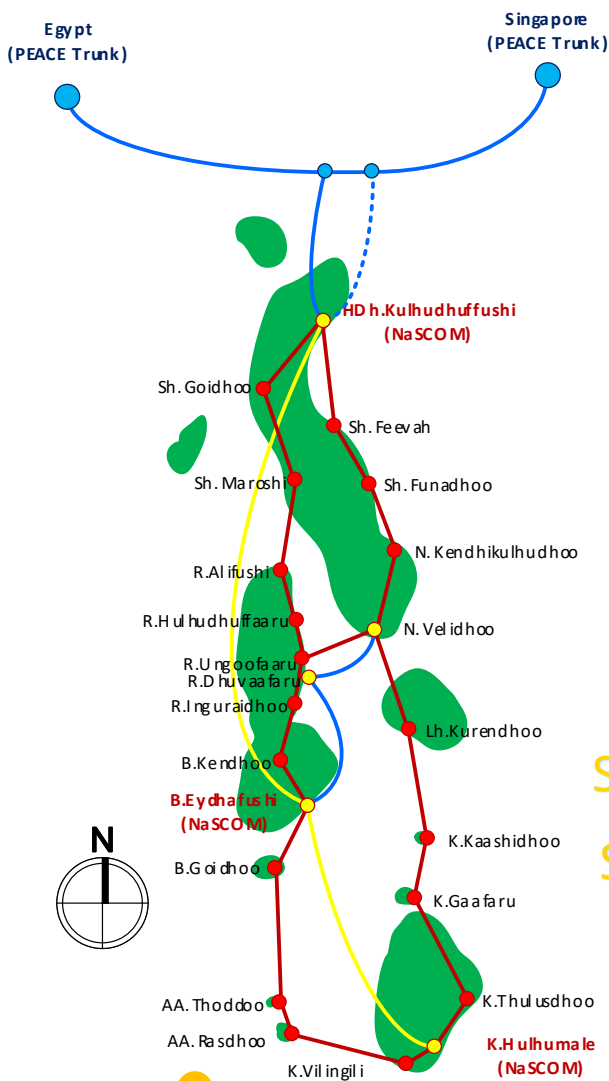 Egypt
(PEACE Trunk)
Singapore
(PEACE Trunk)
HDh.Kulhudhuffushi
(NaSCOM)
Sh. Goidhoo
Sh. Feevah
Sh. Maroshi
Sh. Funadhoo
N. Kendhikulhudhoo
R.Alifushi
R.Hulhudhuffaaru
N. Velidhoo
R.Ungoofaaru
R.Dhuvaafaru
R.Inguraidhoo
Lh.Kurendhoo
B.Kendhoo
B.Eydhafushi
(NaSCOM)
N
K.Kaashidhoo
B.Goidhoo
K.Gaafaru
AA. Thoddoo
K.Thulusdhoo
AA. Rasdhoo
K.Hulhumale
(NaSCOM)
K.Vilingili